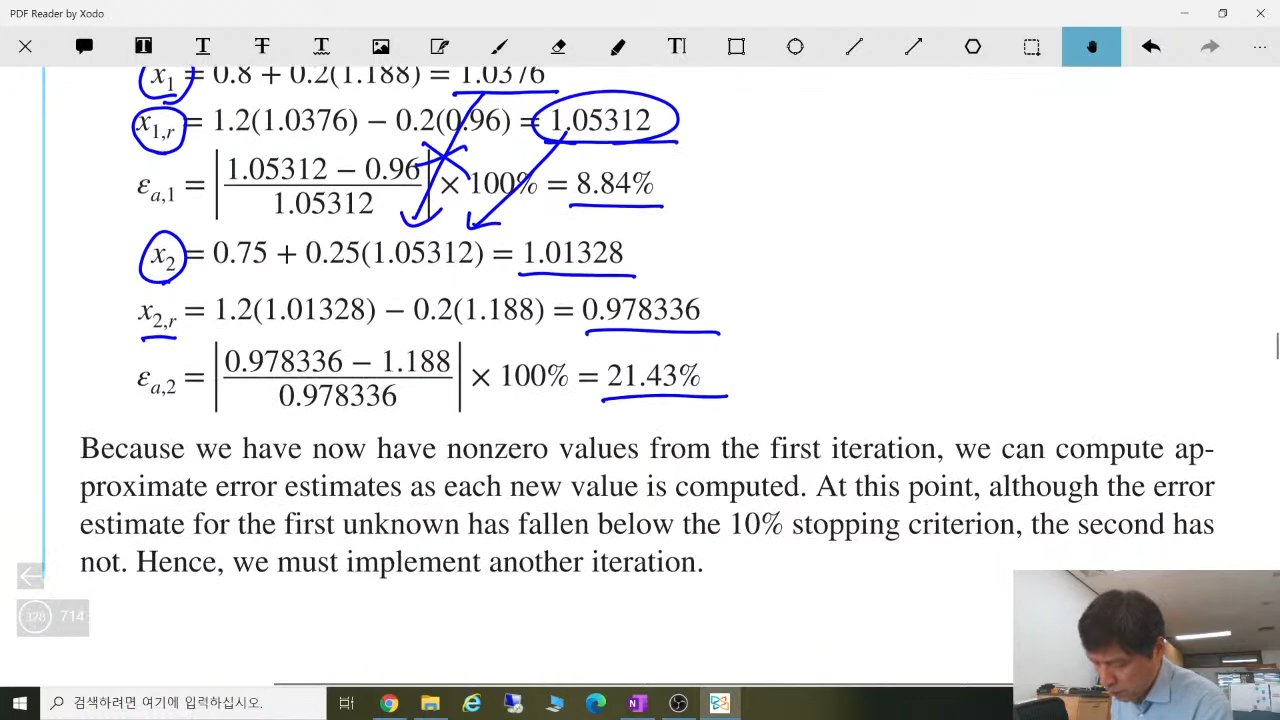 PDF Reader by Xodo
x₁ = 0.8 + 0.2(1.188) = 1.0376
x₁,ᵣ = 1.2(1.0376) − 0.2(0.96) = 1.05312
εₐ,₁ = |(1.05312 − 0.96)/1.05312| × 100% = 8.84%
x₂ = 0.75 + 0.25(1.05312) = 1.01328
x₂,ᵣ = 1.2(1.01328) − 0.2(1.188) = 0.978336
εₐ,₂ = |(0.978336 − 1.188)/0.978336| × 100% = 21.43%
Because we have now have nonzero values from the first iteration, we can compute ap-
proximate error estimates as each new value is computed. At this point, although the error
estimate for the first unknown has fallen below the 10% stopping criterion, the second has
not. Hence, we must implement another iteration.
328 714
검색하려면 여기에 입력하십시오.